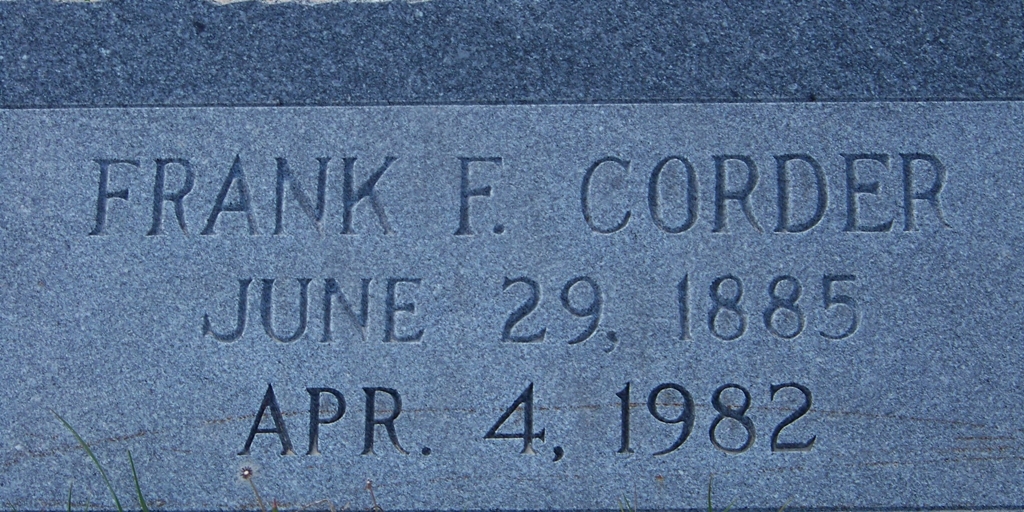 FRANK F. CORDER
JUNE 29, 1885
APR. 4, 1982